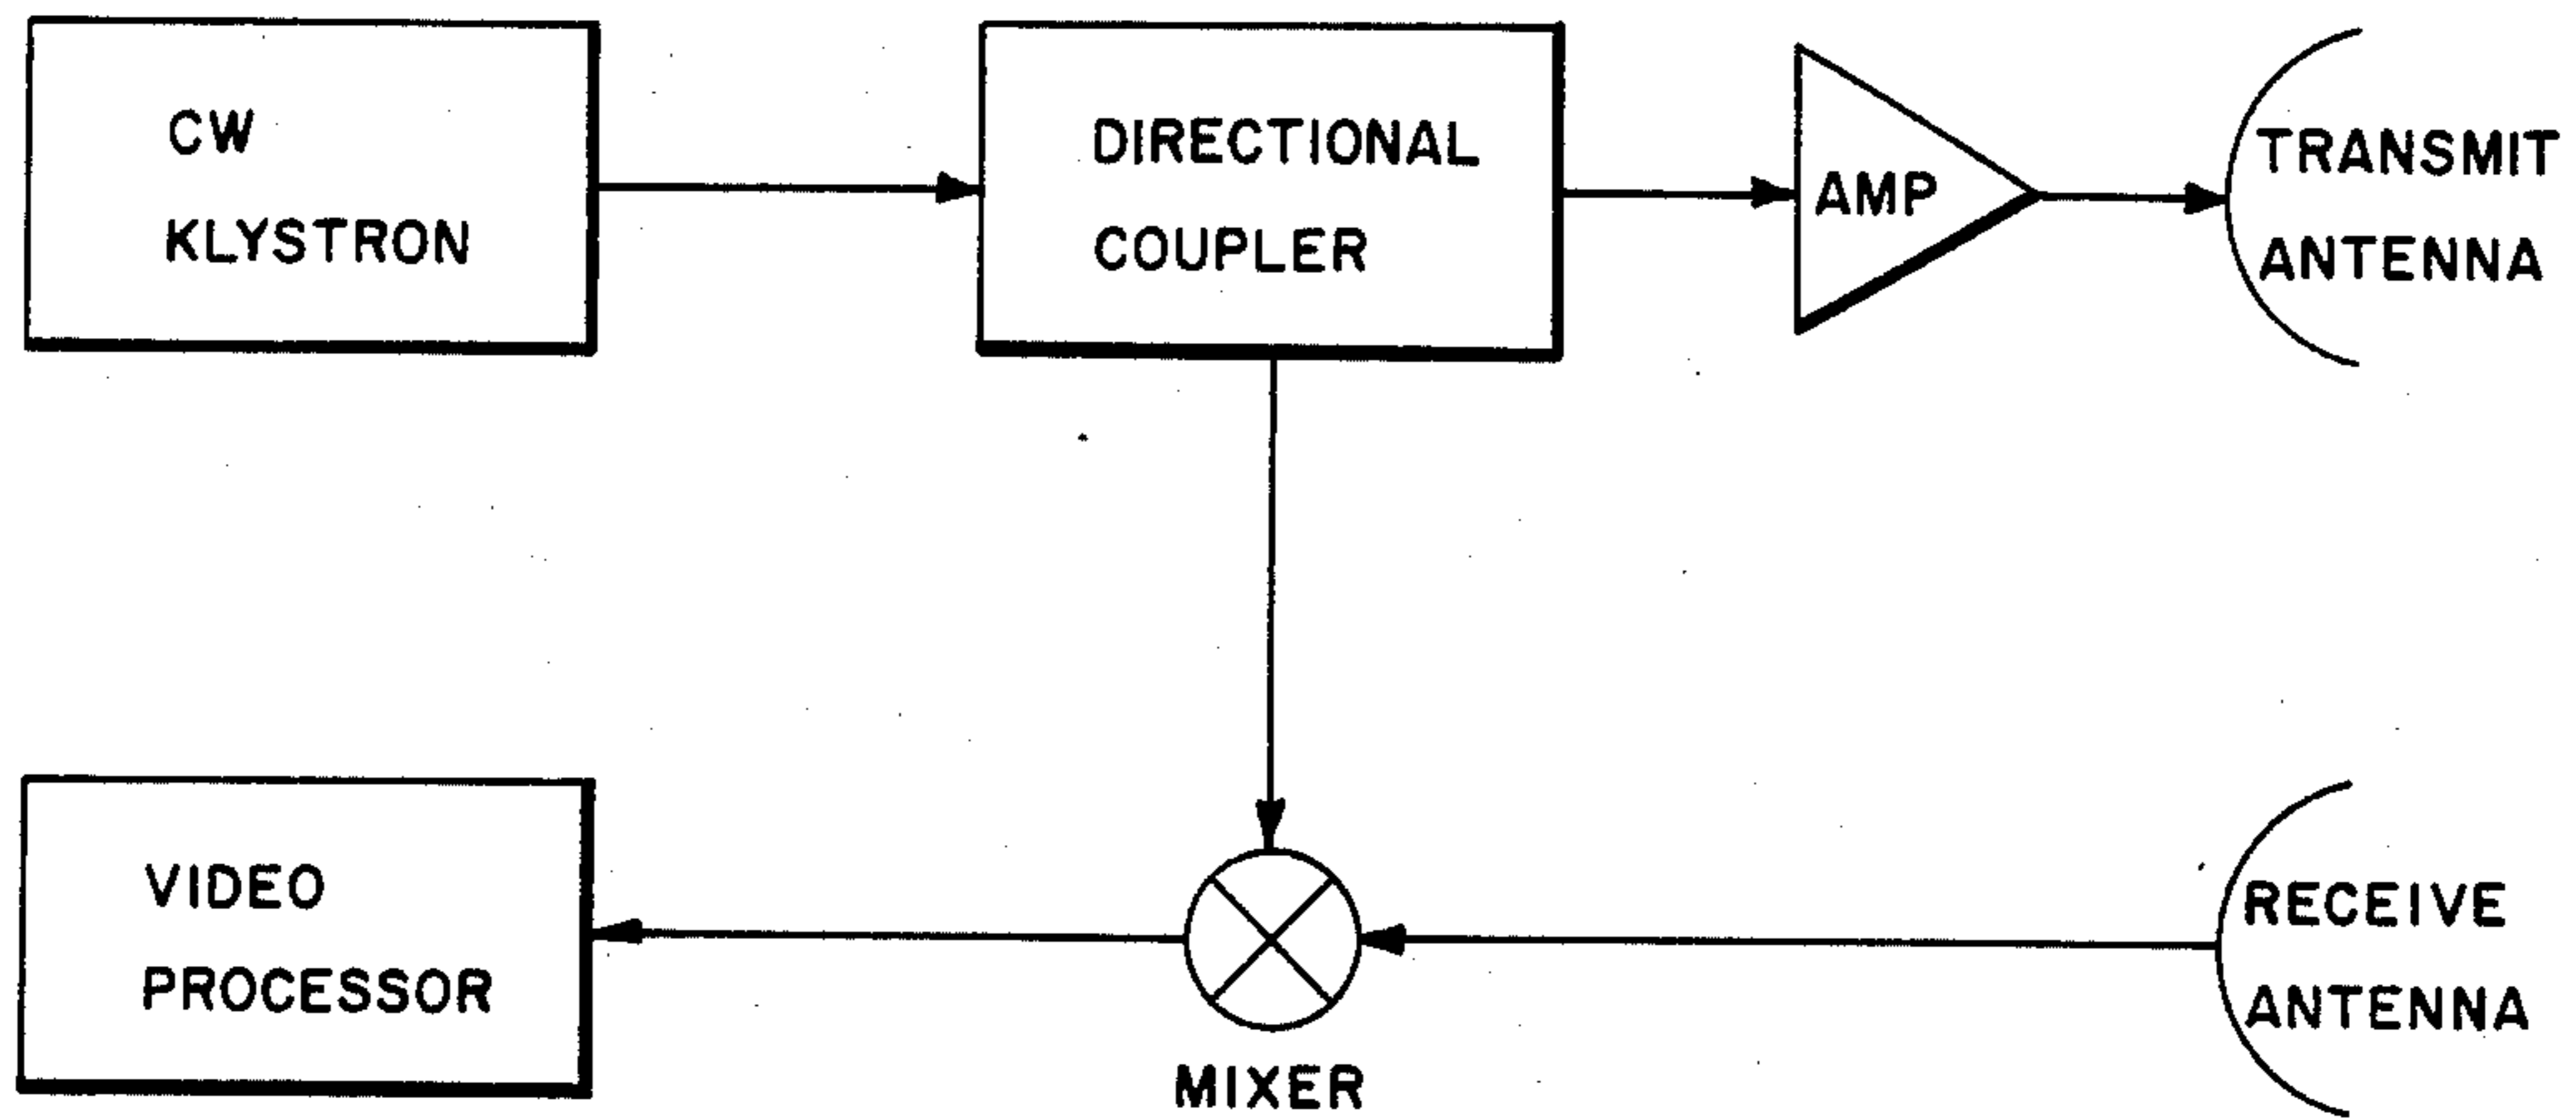 CW
KLYSTRON
DIRECTIONAL
COUPLER
AMP
TRANSMIT
ANTENNA
VIDEO
PROCESSOR
MIXER
RECEIVE
ANTENNA